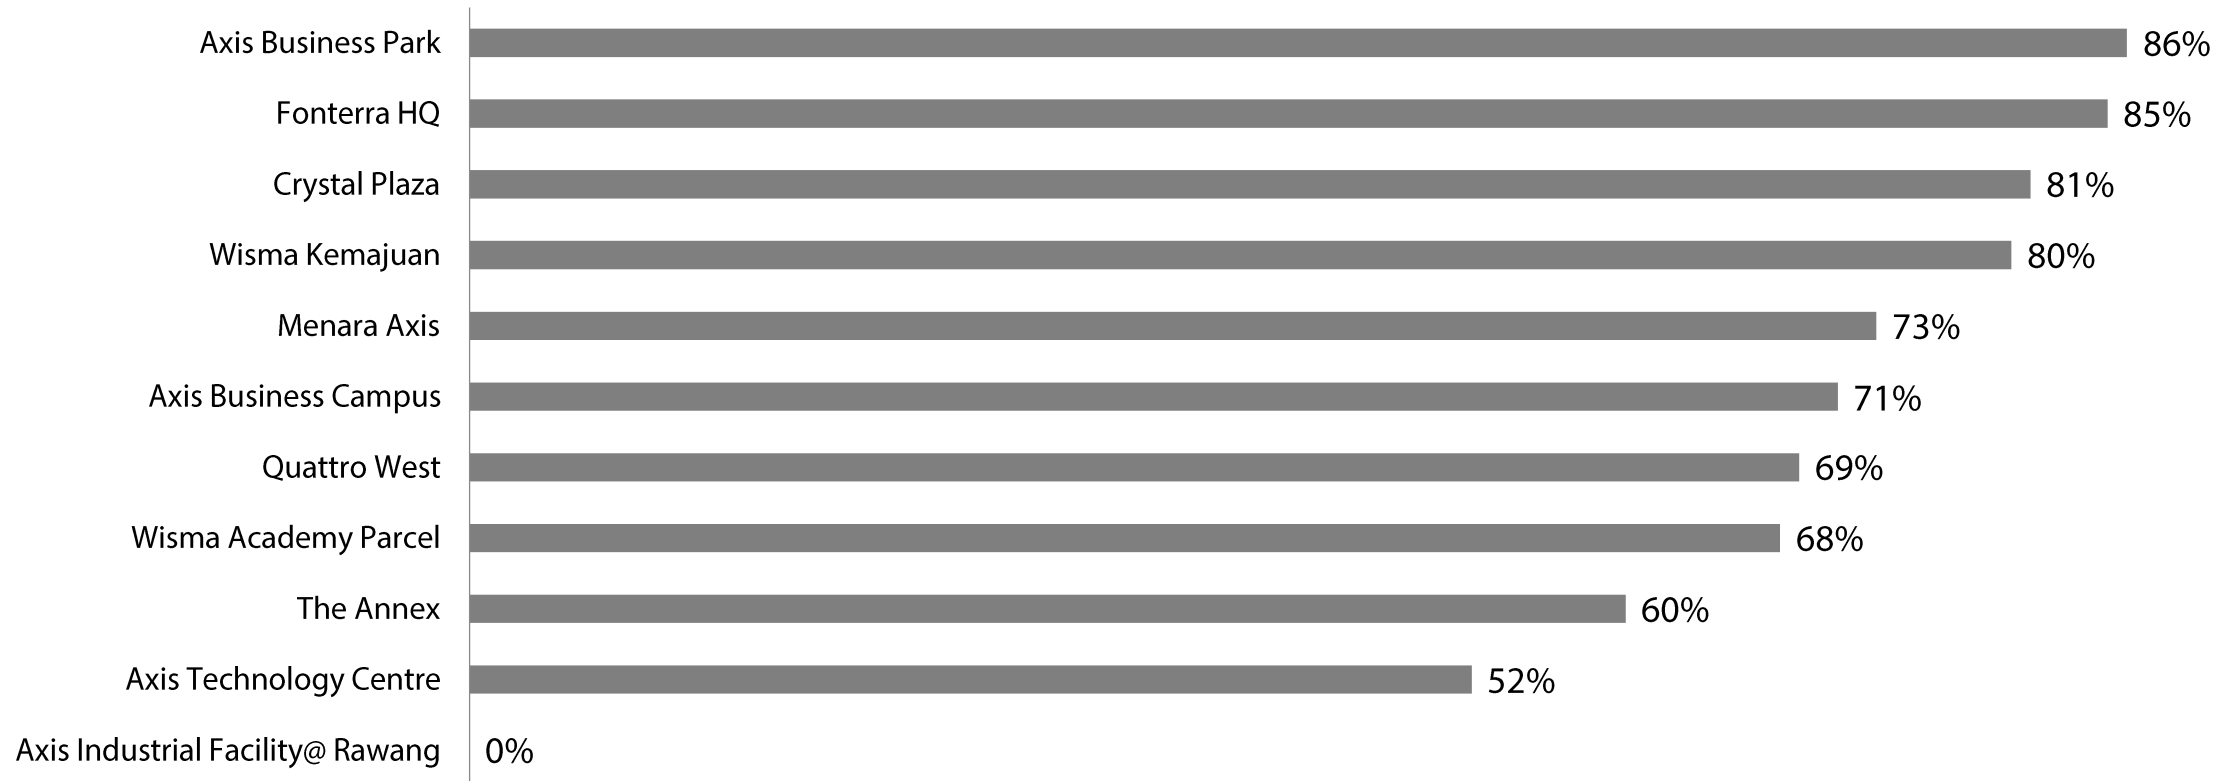 Axis Business Park 86%
Fonterra HQ 85%
Crystal Plaza 81%
Wisma Kemajuan 80%
Menara Axis 73%
Axis Business Campus 71%
Quattro West 69%
Wisma Academy Parcel 68%
The Annex 60%
Axis Technology Centre 52%
Axis Industrial Facility@ Rawang 0%